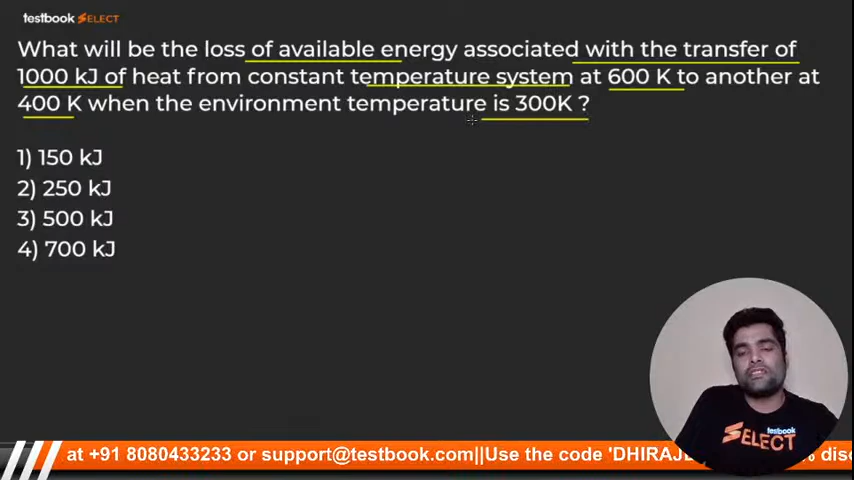 testbook SELECT
What will be the loss of available energy associated with the transfer of
1000 kJ of heat from constant temperature system at 600 K to another at
400 K when the environment temperature is 300K ?
1) 150 kJ
2) 250 kJ
3) 500 kJ
4) 700 kJ
testbook
SELECT
at +91 8080433233 or support@testbook.com||Use the code 'DHIRAJ